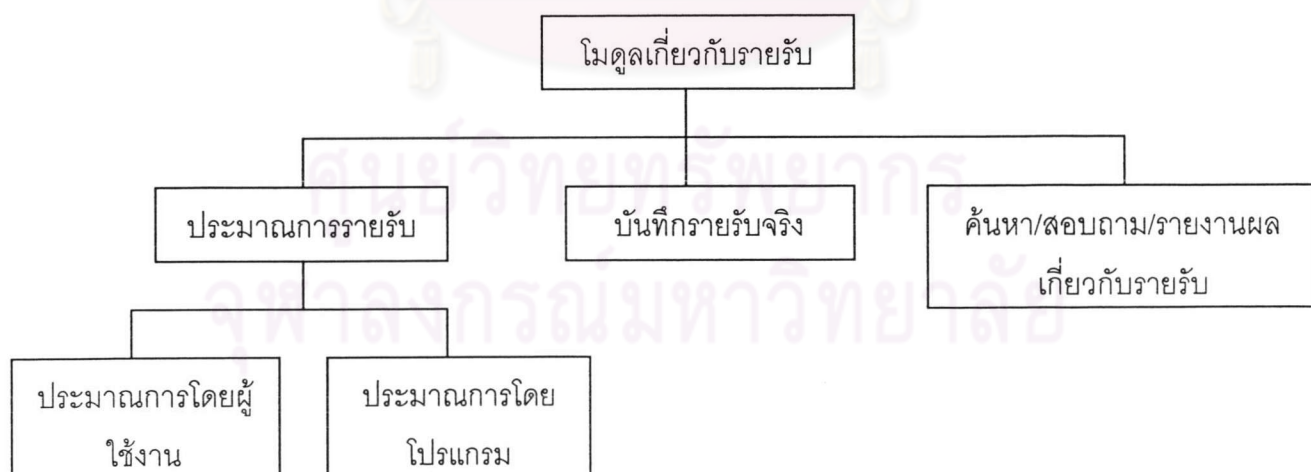 โมดูลเกี่ยวกับรายรับ
ประมาณการรายรับ
บันทึกรายรับจริง
ค้นหา/สอบถาม/รายงานผล
เกี่ยวกับรายรับ
ประมาณการโดยผู้
ใช้งาน
ประมาณการโดย
โปรแกรม
ศูนย์วิทยทรัพยากร
จุฬาลงกรณ์มหาวิทยาลัย